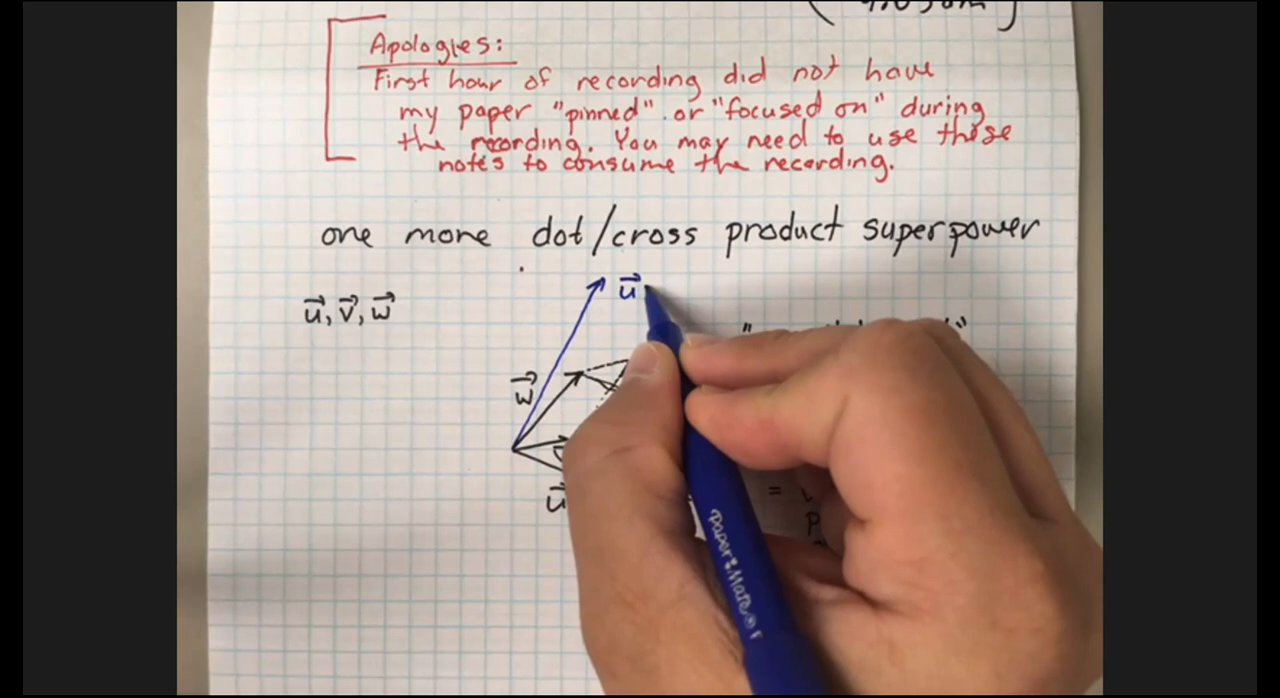 Apologies:
First hour of recording did not have
my paper "pinned" or "focused on" during
the recording. You may need to use these
notes to consume the recording.
one more dot/cross product superpower
u⃗, v⃗, w⃗
u⃗
w⃗
u⃗
=
Paper Mate